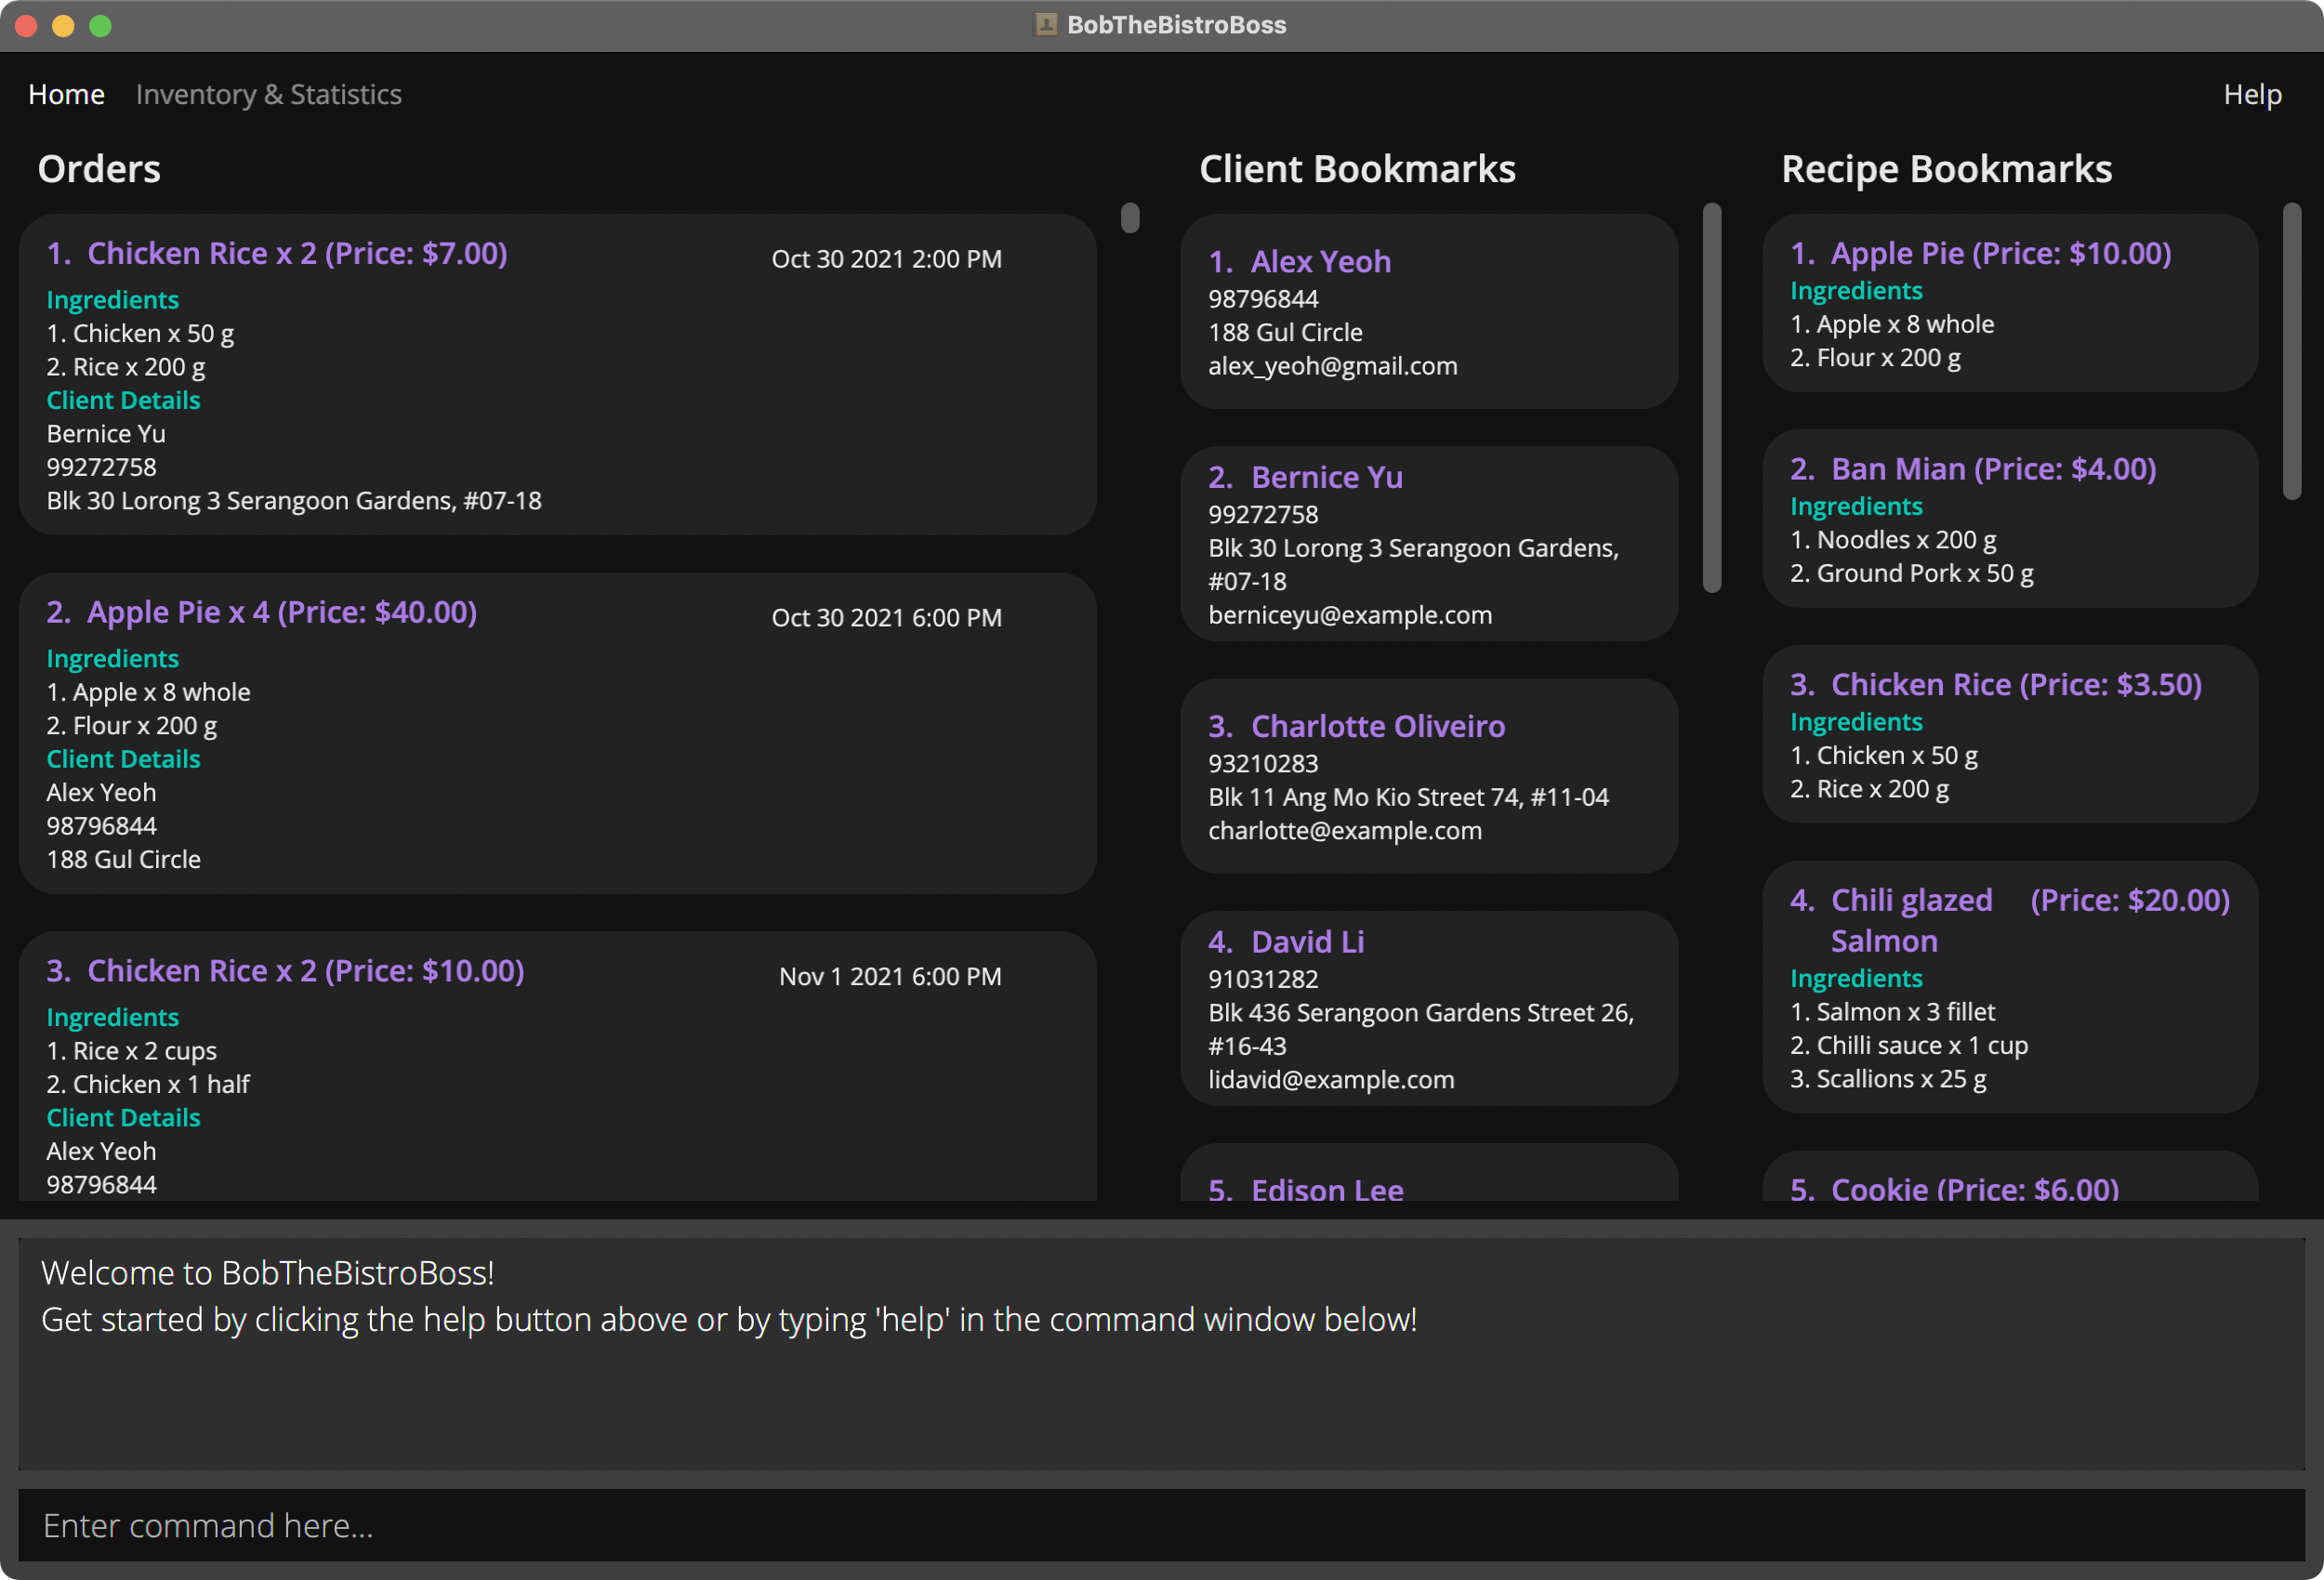 BobTheBistroBoss
Home
Inventory & Statistics
Help
Orders
1. Chicken Rice x 2 (Price: $7.00)
Oct 30 2021 2:00 PM
Ingredients
1. Chicken x 50 g
2. Rice x 200 g
Client Details
Bernice Yu
99272758
Blk 30 Lorong 3 Serangoon Gardens, #07-18
2. Apple Pie x 4 (Price: $40.00)
Oct 30 2021 6:00 PM
Ingredients
1. Apple x 8 whole
2. Flour x 200 g
Client Details
Alex Yeoh
98796844
188 Gul Circle
3. Chicken Rice x 2 (Price: $10.00)
Nov 1 2021 6:00 PM
Ingredients
1. Rice x 2 cups
2. Chicken x 1 half
Client Details
Alex Yeoh
98796844
Client Bookmarks
1. Alex Yeoh
98796844
188 Gul Circle
alex_yeoh@gmail.com
2. Bernice Yu
99272758
Blk 30 Lorong 3 Serangoon Gardens,
#07-18
berniceyu@example.com
3. Charlotte Oliveiro
93210283
Blk 11 Ang Mo Kio Street 74, #11-04
charlotte@example.com
4. David Li
91031282
Blk 436 Serangoon Gardens Street 26,
#16-43
lidavid@example.com
5. Edison Lee
Recipe Bookmarks
1. Apple Pie (Price: $10.00)
Ingredients
1. Apple x 8 whole
2. Flour x 200 g
2. Ban Mian (Price: $4.00)
Ingredients
1. Noodles x 200 g
2. Ground Pork x 50 g
3. Chicken Rice (Price: $3.50)
Ingredients
1. Chicken x 50 g
2. Rice x 200 g
4. Chili glazed (Price: $20.00)
Salmon
Ingredients
1. Salmon x 3 fillet
2. Chilli sauce x 1 cup
3. Scallions x 25 g
5. Cookie (Price: $6.00)
Welcome to BobTheBistroBoss!
Get started by clicking the help button above or by typing 'help' in the command window below!
Enter command here...